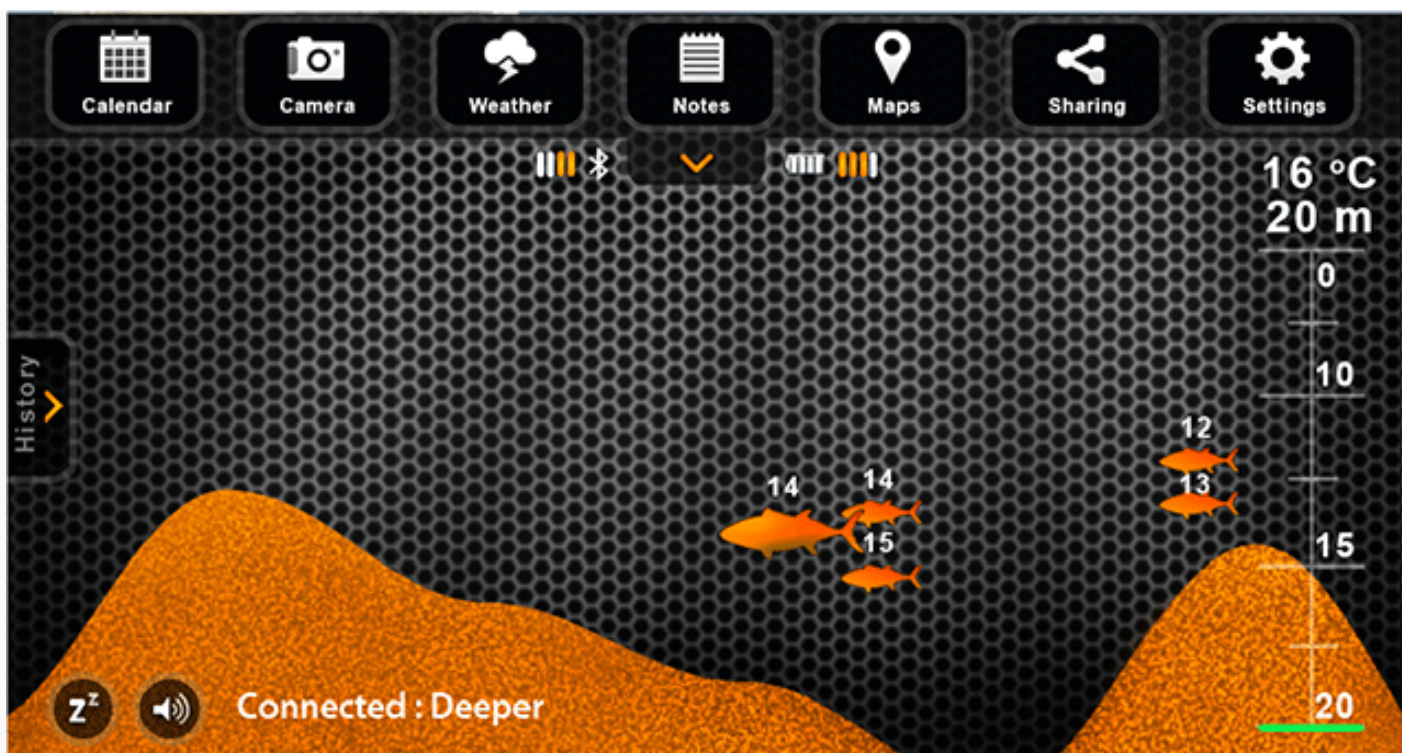 Calendar
Camera
Weather
Notes
Maps
Sharing
Settings
16 °C
20 m
0
10
15
20
History
12
13
14
14
15
Zz
Connected : Deeper